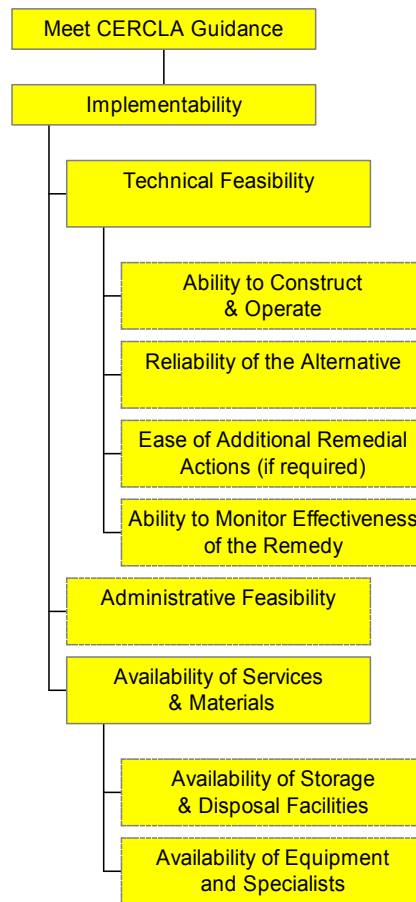 Meet CERCLA Guidance
Implementability
Technical Feasibility
Ability to Construct
& Operate
Reliability of the Alternative
Ease of Additional Remedial
Actions (if required)
Ability to Monitor Effectiveness
of the Remedy
Administrative Feasibility
Availability of Services
& Materials
Availability of Storage
& Disposal Facilities
Availability of Equipment
and Specialists